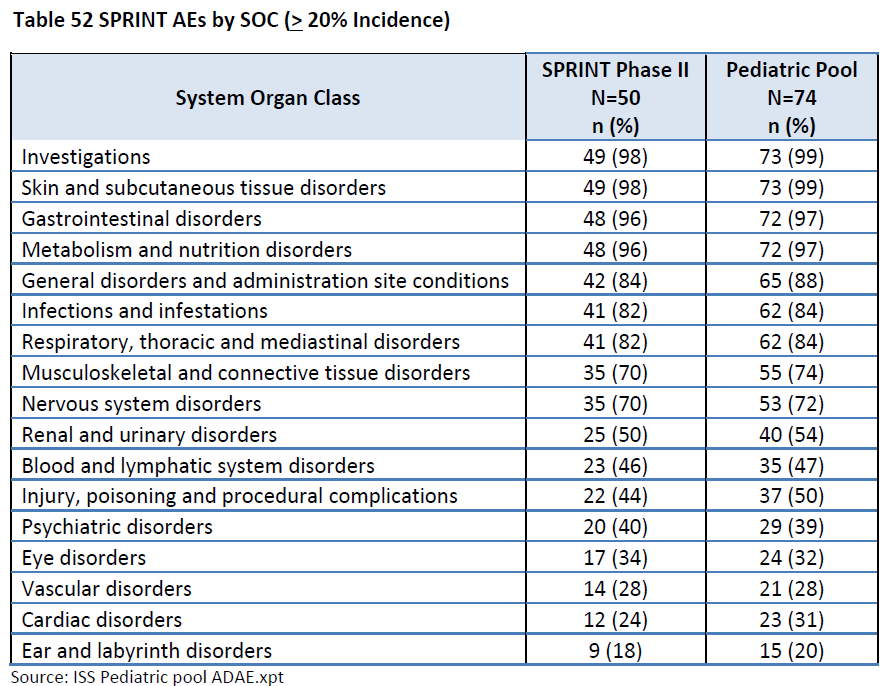 Table 52 SPRINT AEs by SOC (≥ 20% Incidence)
System Organ Class
SPRINT Phase II
N=50
n (%)
Pediatric Pool
N=74
n (%)
Investigations 49 (98) 73 (99)
Skin and subcutaneous tissue disorders 49 (98) 73 (99)
Gastrointestinal disorders 48 (96) 72 (97)
Metabolism and nutrition disorders 48 (96) 72 (97)
General disorders and administration site conditions 42 (84) 65 (88)
Infections and infestations 41 (82) 62 (84)
Respiratory, thoracic and mediastinal disorders 41 (82) 62 (84)
Musculoskeletal and connective tissue disorders 35 (70) 55 (74)
Nervous system disorders 35 (70) 53 (72)
Renal and urinary disorders 25 (50) 40 (54)
Blood and lymphatic system disorders 23 (46) 35 (47)
Injury, poisoning and procedural complications 22 (44) 37 (50)
Psychiatric disorders 20 (40) 29 (39)
Eye disorders 17 (34) 24 (32)
Vascular disorders 14 (28) 21 (28)
Cardiac disorders 12 (24) 23 (31)
Ear and labyrinth disorders 9 (18) 15 (20)
Source: ISS Pediatric pool ADAE.xpt